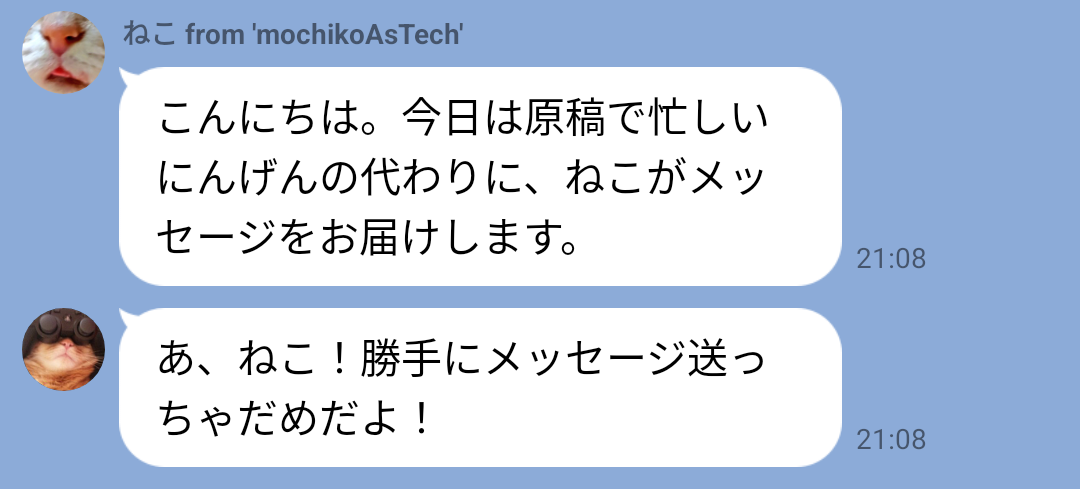 ねこ from 'mochikoAsTech'
こんにちは。今日は原稿で忙しい
にんげんの代わりに、ねこがメッ
セージをお届けします。
21:08
あ、ねこ！勝手にメッセージ送っ
ちゃだめだよ！
21:08